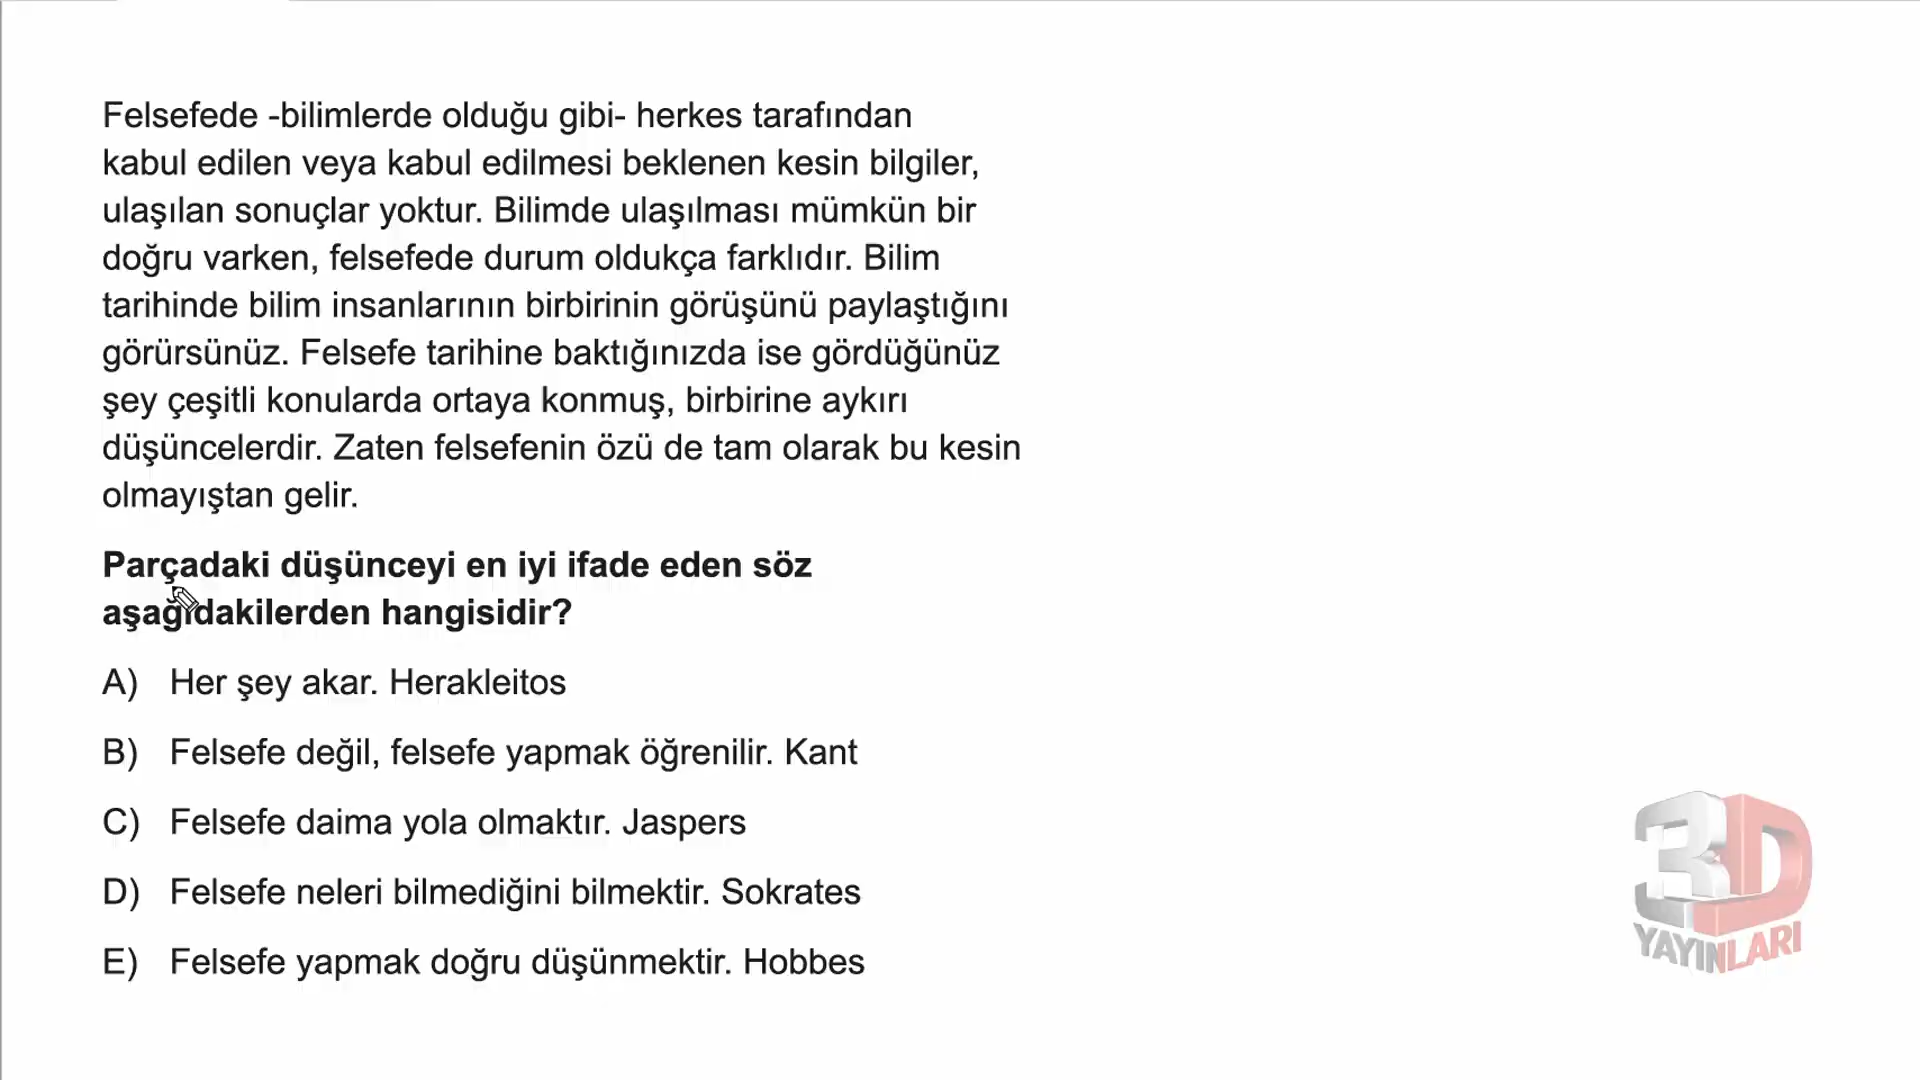 Felsefede -bilimlerde olduğu gibi- herkes tarafından
kabul edilen veya kabul edilmesi beklenen kesin bilgiler,
ulaşılan sonuçlar yoktur. Bilimde ulaşılması mümkün bir
doğru varken, felsefede durum oldukça farklıdır. Bilim
tarihinde bilim insanlarının birbirinin görüşünü paylaştığını
görürsünüz. Felsefe tarihine baktığınızda ise gördüğünüz
şey çeşitli konularda ortaya konmuş, birbirine aykırı
düşüncelerdir. Zaten felsefenin özü de tam olarak bu kesin
olmayıştan gelir.
Parçadaki düşünceyi en iyi ifade eden söz
aşağıdakilerden hangisidir?
A) Her şey akar. Herakleitos
B) Felsefe değil, felsefe yapmak öğrenilir. Kant
C) Felsefe daima yola olmaktır. Jaspers
D) Felsefe neleri bilmediğini bilmektir. Sokrates
E) Felsefe yapmak doğru düşünmektir. Hobbes
3D
YAYINLARI